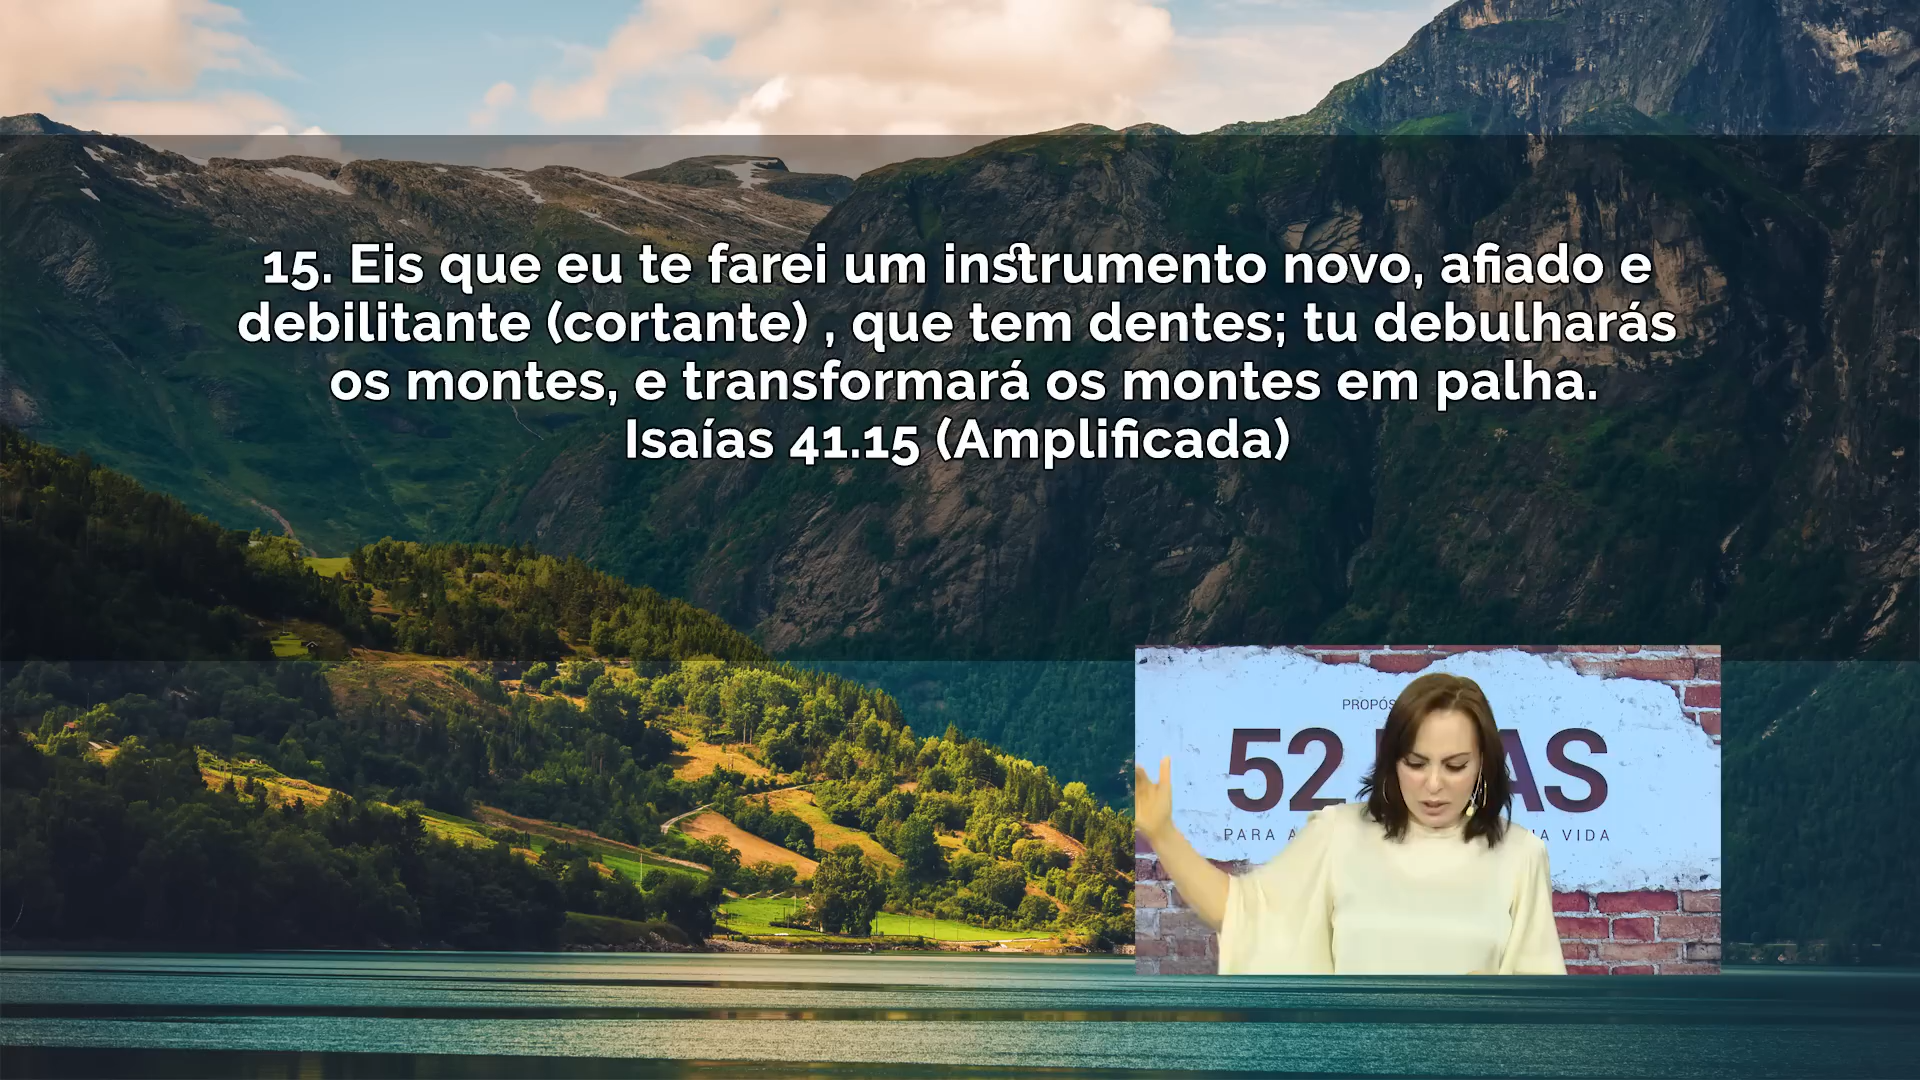 15. Eis que eu te farei um instrumento novo, afiado e
debilitante (cortante) , que tem dentes; tu debulharás
os montes, e transformará os montes em palha.
Isaías 41.15 (Amplificada)
52
PARA
VIDA